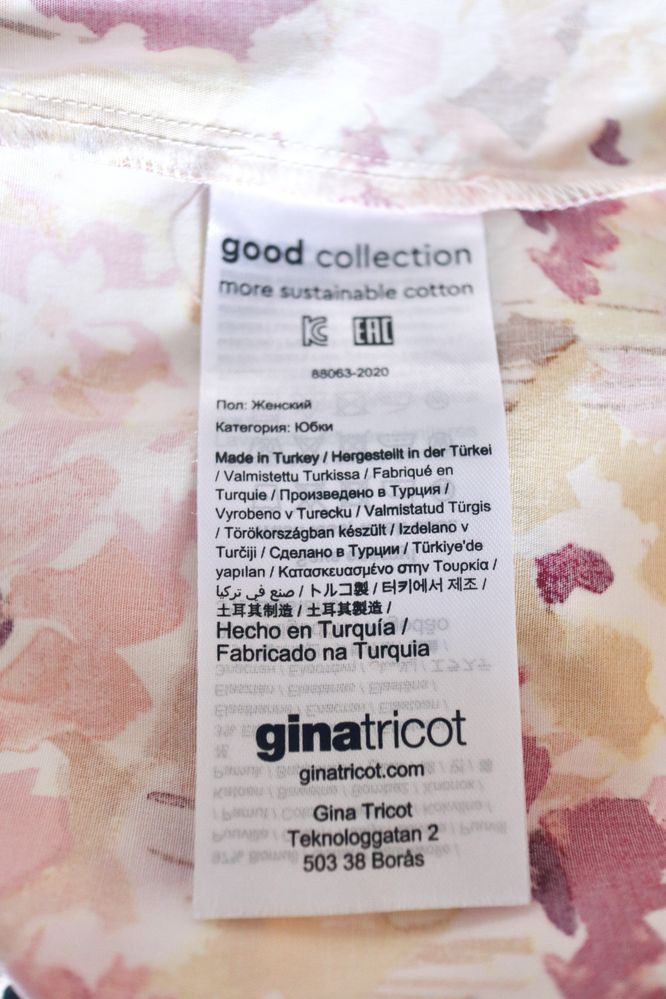 good collection
more sustainable cotton
EAC
88063-2020
Пол: Женский
Категория: Юбки
Made in Turkey / Hergestellt in der Türkei
/ Valmistettu Turkissa / Fabriqué en
Turquie / Произведено в Турция /
Vyrobeno v Turecku / Valmistatud Türgis
/ Törökországban készült / Izdelano v
Turčiji / Сделано в Турции / Türkiye'de
yapılan / Κατασκευασμένο στην Τουρκία /
صنع في تركيا / トルコ製 / 터키에서 제조 /
土耳其制造 / 土耳其製造 /
Hecho en Turquía /
Fabricado na Turquia
ginatricot
ginatricot.com
Gina Tricot
Teknologgatan 2
503 38 Borås